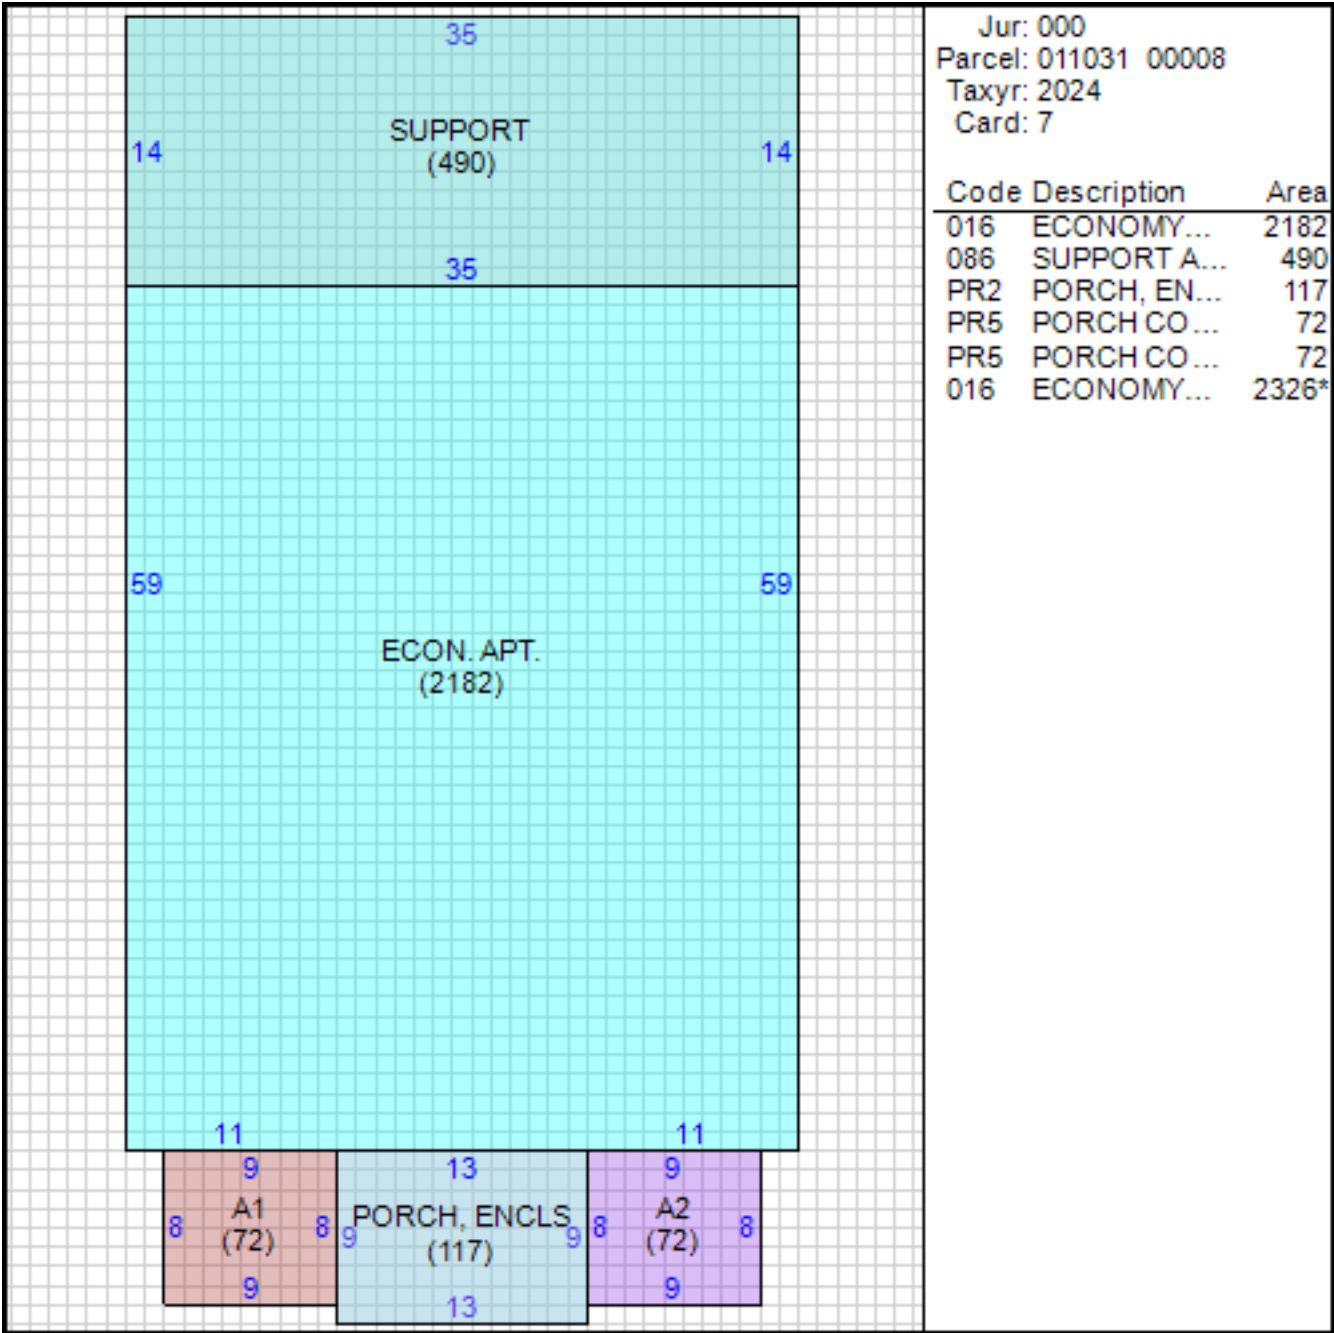 35
SUPPORT
(490)
14
14
35
59
59
ECON. APT.
(2182)
11
11
9
13
9
A1
(72)
8
8
PORCH, ENCLS
(117)
9
9
A2
(72)
8
8
9
13
9
Jur: 000
Parcel: 011031 00008
Taxyr: 2024
Card: 7
Code Description Area
016 ECONOMY... 2182
086 SUPPORT A... 490
PR2 PORCH, EN... 117
PR5 PORCH CO... 72
PR5 PORCH CO... 72
016 ECONOMY... 2326*